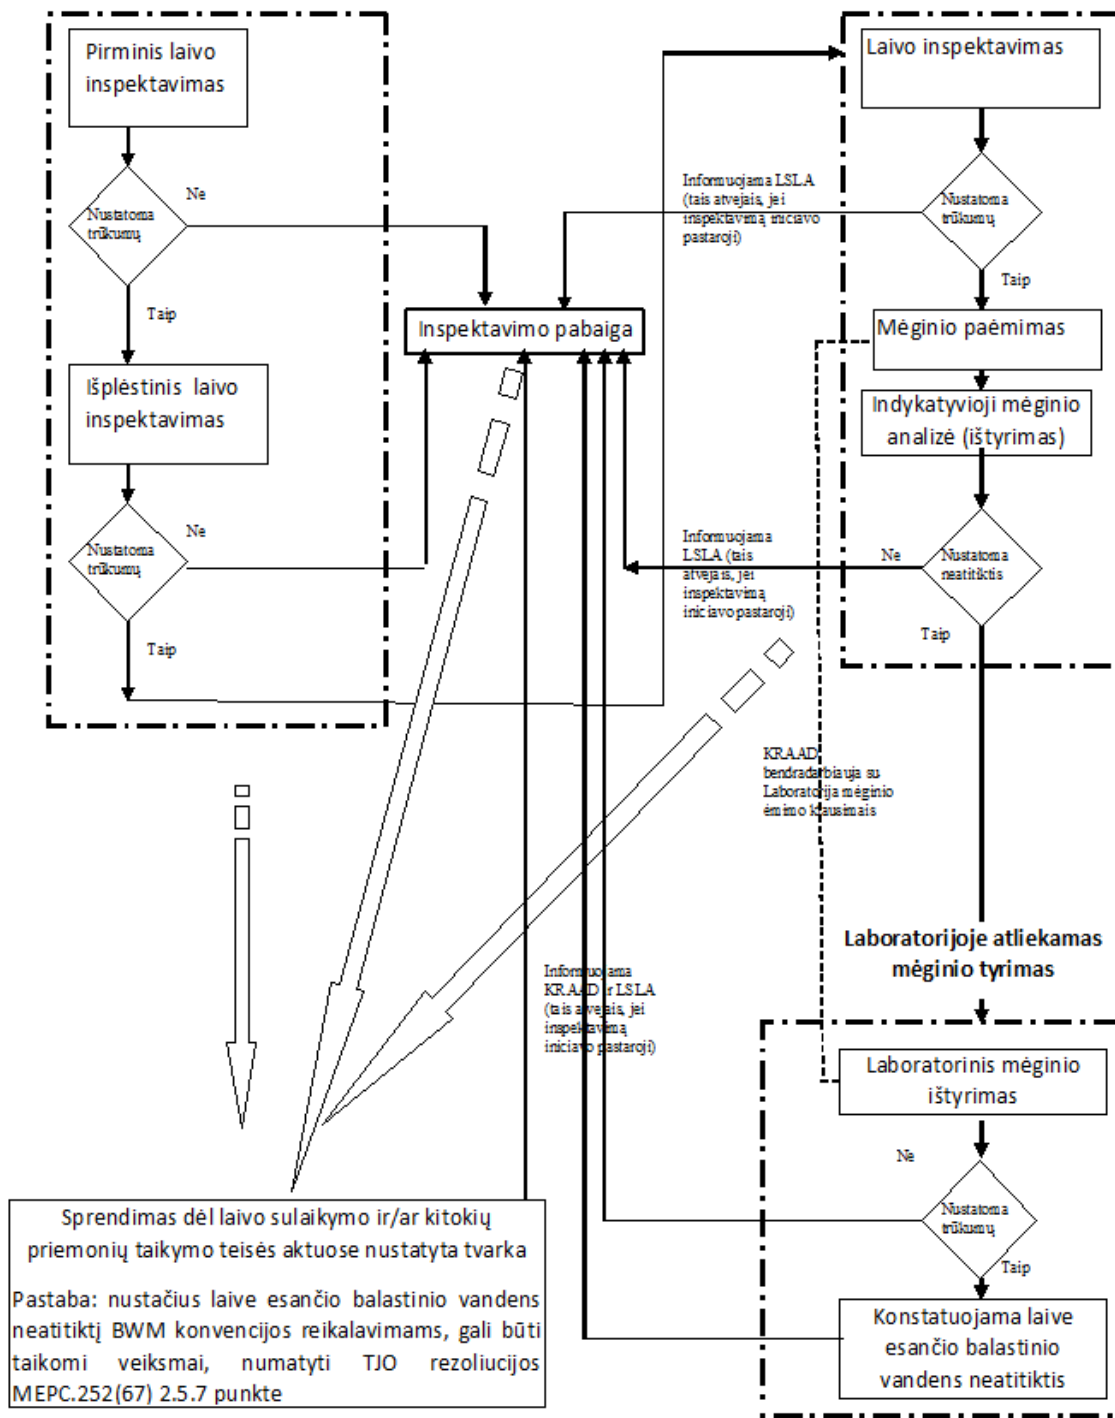 Pirminis laivo
inspektavimas
Nustatoma
trūkumų
Ne
Taip
Išplėstinis laivo
inspektavimas
Nustatoma
trūkumų
Ne
Taip
Inspektavimo pabaiga
Laivo inspektavimas
Informuojama LSLA
(tais atvejais, jei
inspektavimą iniciavo
pastaroji)
Nustatoma
trūkumų
Taip
Mėginio paėmimas
Indykatyvioji mėginio
analizė (ištyrimas)
Informuojama
LSLA (tais
atvejais, jei
inspektavimą
iniciavo pastaroji)
Ne
Nustatoma
neatitiktis
Taip
KRAAD
bendradarbiauja su
Laboratorija mėginio
ėmimo klausimais
Laboratorijoje atliekamas
mėginio tyrimas
Informuojama
KRAAD ir LSLA
(tais atvejais, jei
inspektavimą
iniciavo pastaroji)
Laboratorinis mėginio
ištyrimas
Ne
Nustatoma
trūkumų
Taip
Konstatuojama laive
esančio balastinio
vandens neatitiktis
Sprendimas dėl laivo sulaikymo ir/ar kitokių
priemonių taikymo teisės aktuose nustatyta tvarka
Pastaba: nustačius laive esančio balastinio vandens
neatitiktį BWM konvencijos reikalavimams, gali būti
taikomi veiksmai, numatyti TJO rezoliucijos
MEPC.252(67) 2.5.7 punkte